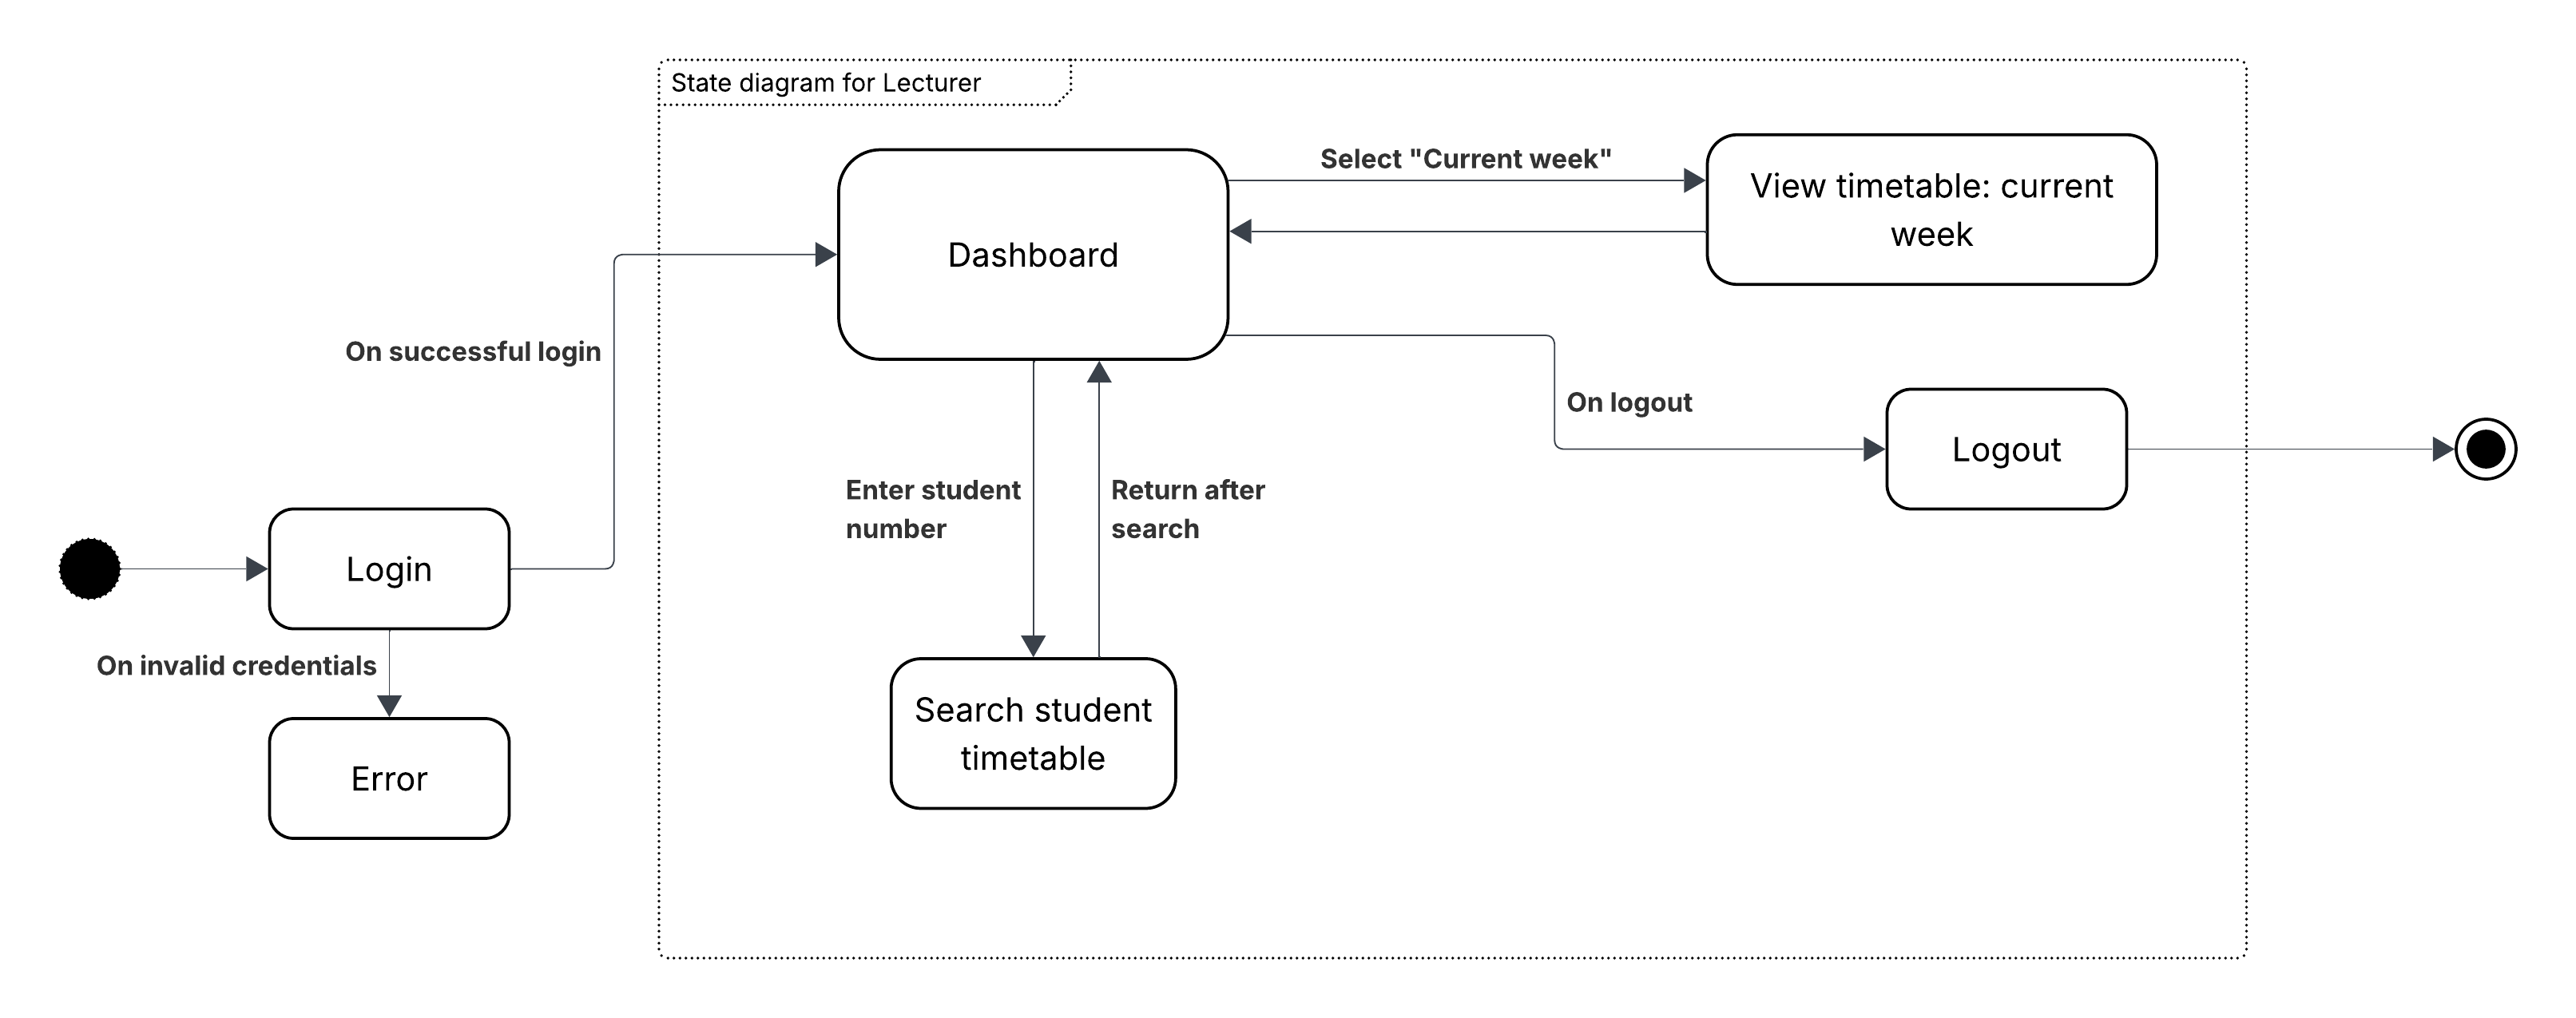 State diagram for Lecturer
Select "Current week"
View timetable: current
week
Dashboard
On successful login
On logout
Logout
Enter student
number
Return after
search
Login
On invalid credentials
Search student
timetable
Error